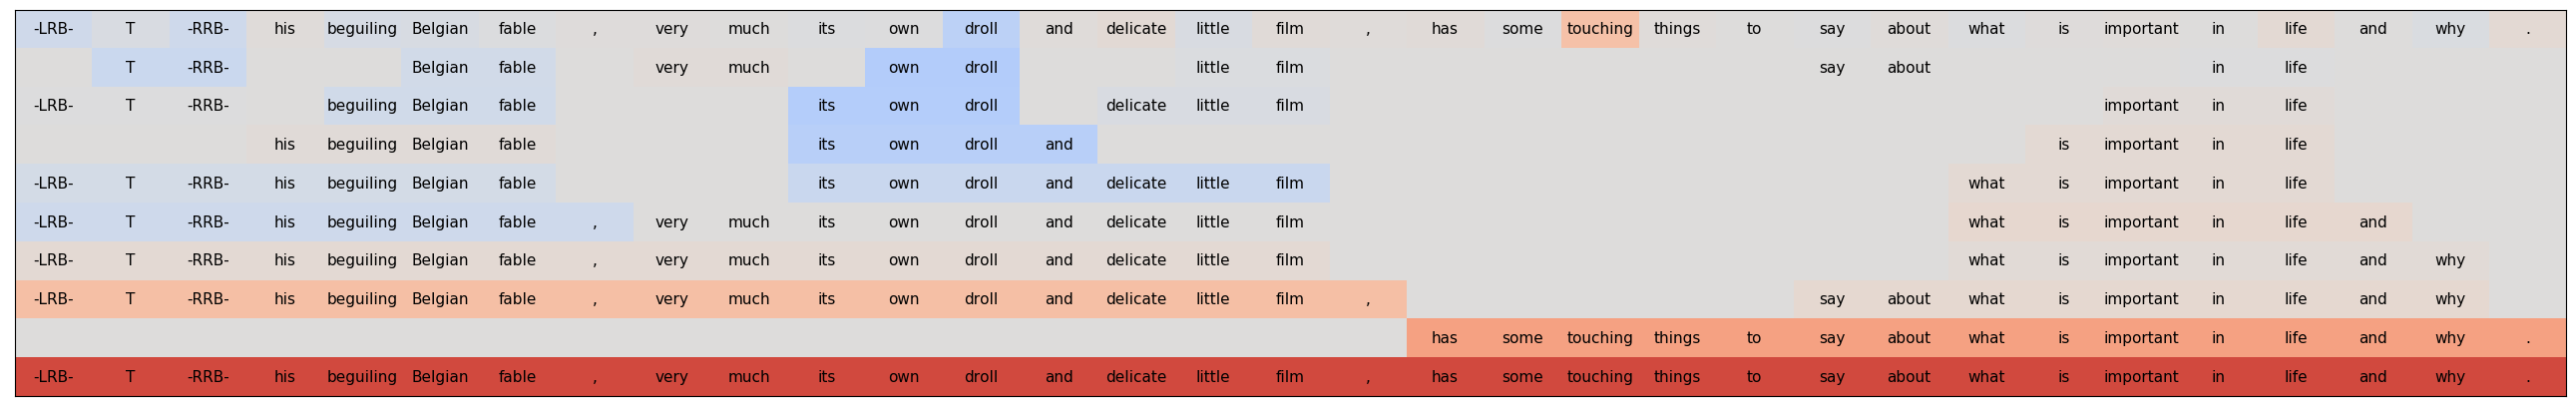 -LRB- T -RRB- his beguiling Belgian fable , very much its own droll and delicate little film , has some touching things to say about what is important in life and why .
T -RRB- Belgian fable very much own droll little film say about in life
-LRB- T -RRB- beguiling Belgian fable its own droll delicate little film important in life
his beguiling Belgian fable its own droll and is important in life
-LRB- T -RRB- his beguiling Belgian fable its own droll and delicate little film what is important in life
-LRB- T -RRB- his beguiling Belgian fable , very much its own droll and delicate little film what is important in life and
-LRB- T -RRB- his beguiling Belgian fable , very much its own droll and delicate little film what is important in life and why
-LRB- T -RRB- his beguiling Belgian fable , very much its own droll and delicate little film , say about what is important in life and why
has some touching things to say about what is important in life and why .
-LRB- T -RRB- his beguiling Belgian fable , very much its own droll and delicate little film , has some touching things to say about what is important in life and why .